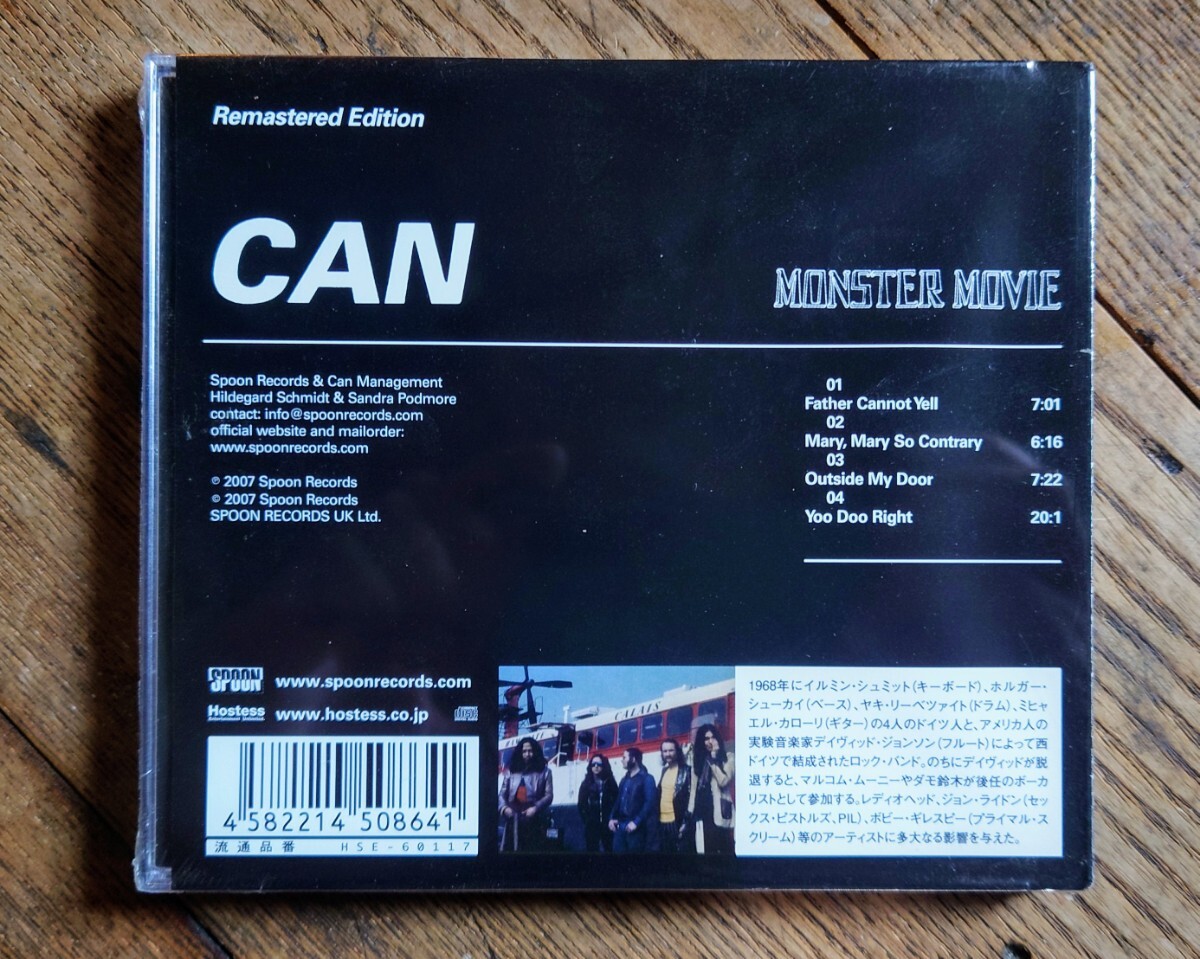 Remastered Edition
CAN
MONSTER MOVIE
Spoon Records & Can Management
Hildegard Schmidt & Sandra Podmore
contact: info@spoonrecords.com
official website and mailorder:
www.spoonrecords.com
℗ 2007 Spoon Records
© 2007 Spoon Records
SPOON RECORDS UK Ltd.
01
Father Cannot Yell 7:01
02
Mary, Mary So Contrary 6:16
03
Outside My Door 7:22
04
Yoo Doo Right 20:1
SPOON www.spoonrecords.com
Hostess www.hostess.co.jp
Entertainment Unlimited
4 582214 508641
流通品番 HSE-60117
CALAIS
1968年にイルミン・シュミット(キーボード)、ホルガー・
シューカイ(ベース)、ヤキ・リーベツァイト(ドラム)、ミヒャ
エル・カローリ(ギター)の4人のドイツ人と、アメリカ人の
実験音楽家デイヴィッド・ジョンソン(フルート)によって西
ドイツで結成されたロック・バンド。のちにデイヴィッドが脱
退すると、マルコム・ムーニーやダモ鈴木が後任のボーカ
リストとして参加する。レディオヘッド、ジョン・ライドン(セッ
クス・ピストルズ、PIL)、ボビー・ギレスピー(プライマル・ス
クリーム)等のアーティストに多大なる影響を与えた。